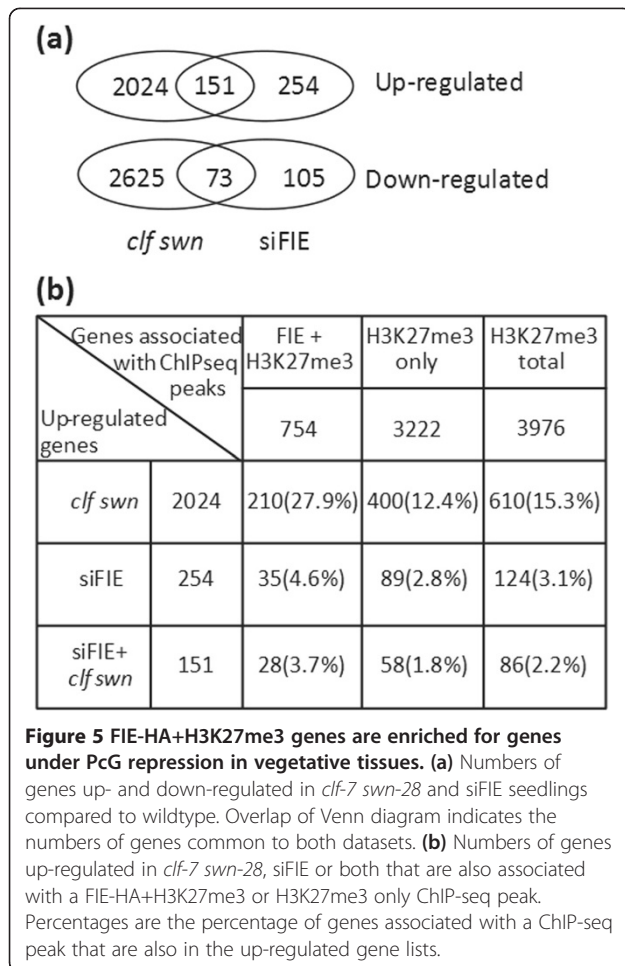 (a)
2024 151 254 Up-regulated
2625 73 105 Down-regulated
clf swn siFIE
(b)
Genes associated with ChIPseq peaks
Up-regulated genes
FIE + H3K27me3
H3K27me3 only
H3K27me3 total
754 3222 3976
clf swn 2024 210(27.9%) 400(12.4%) 610(15.3%)
siFIE 254 35(4.6%) 89(2.8%) 124(3.1%)
siFIE+ clf swn 151 28(3.7%) 58(1.8%) 86(2.2%)
Figure 5 FIE-HA+H3K27me3 genes are enriched for genes
under PcG repression in vegetative tissues. (a) Numbers of
genes up- and down-regulated in clf-7 swn-28 and siFIE seedlings
compared to wildtype. Overlap of Venn diagram indicates the
numbers of genes common to both datasets. (b) Numbers of genes
up-regulated in clf-7 swn-28, siFIE or both that are also associated
with a FIE-HA+H3K27me3 or H3K27me3 only ChIP-seq peak.
Percentages are the percentage of genes associated with a ChIP-seq
peak that are also in the up-regulated gene lists.